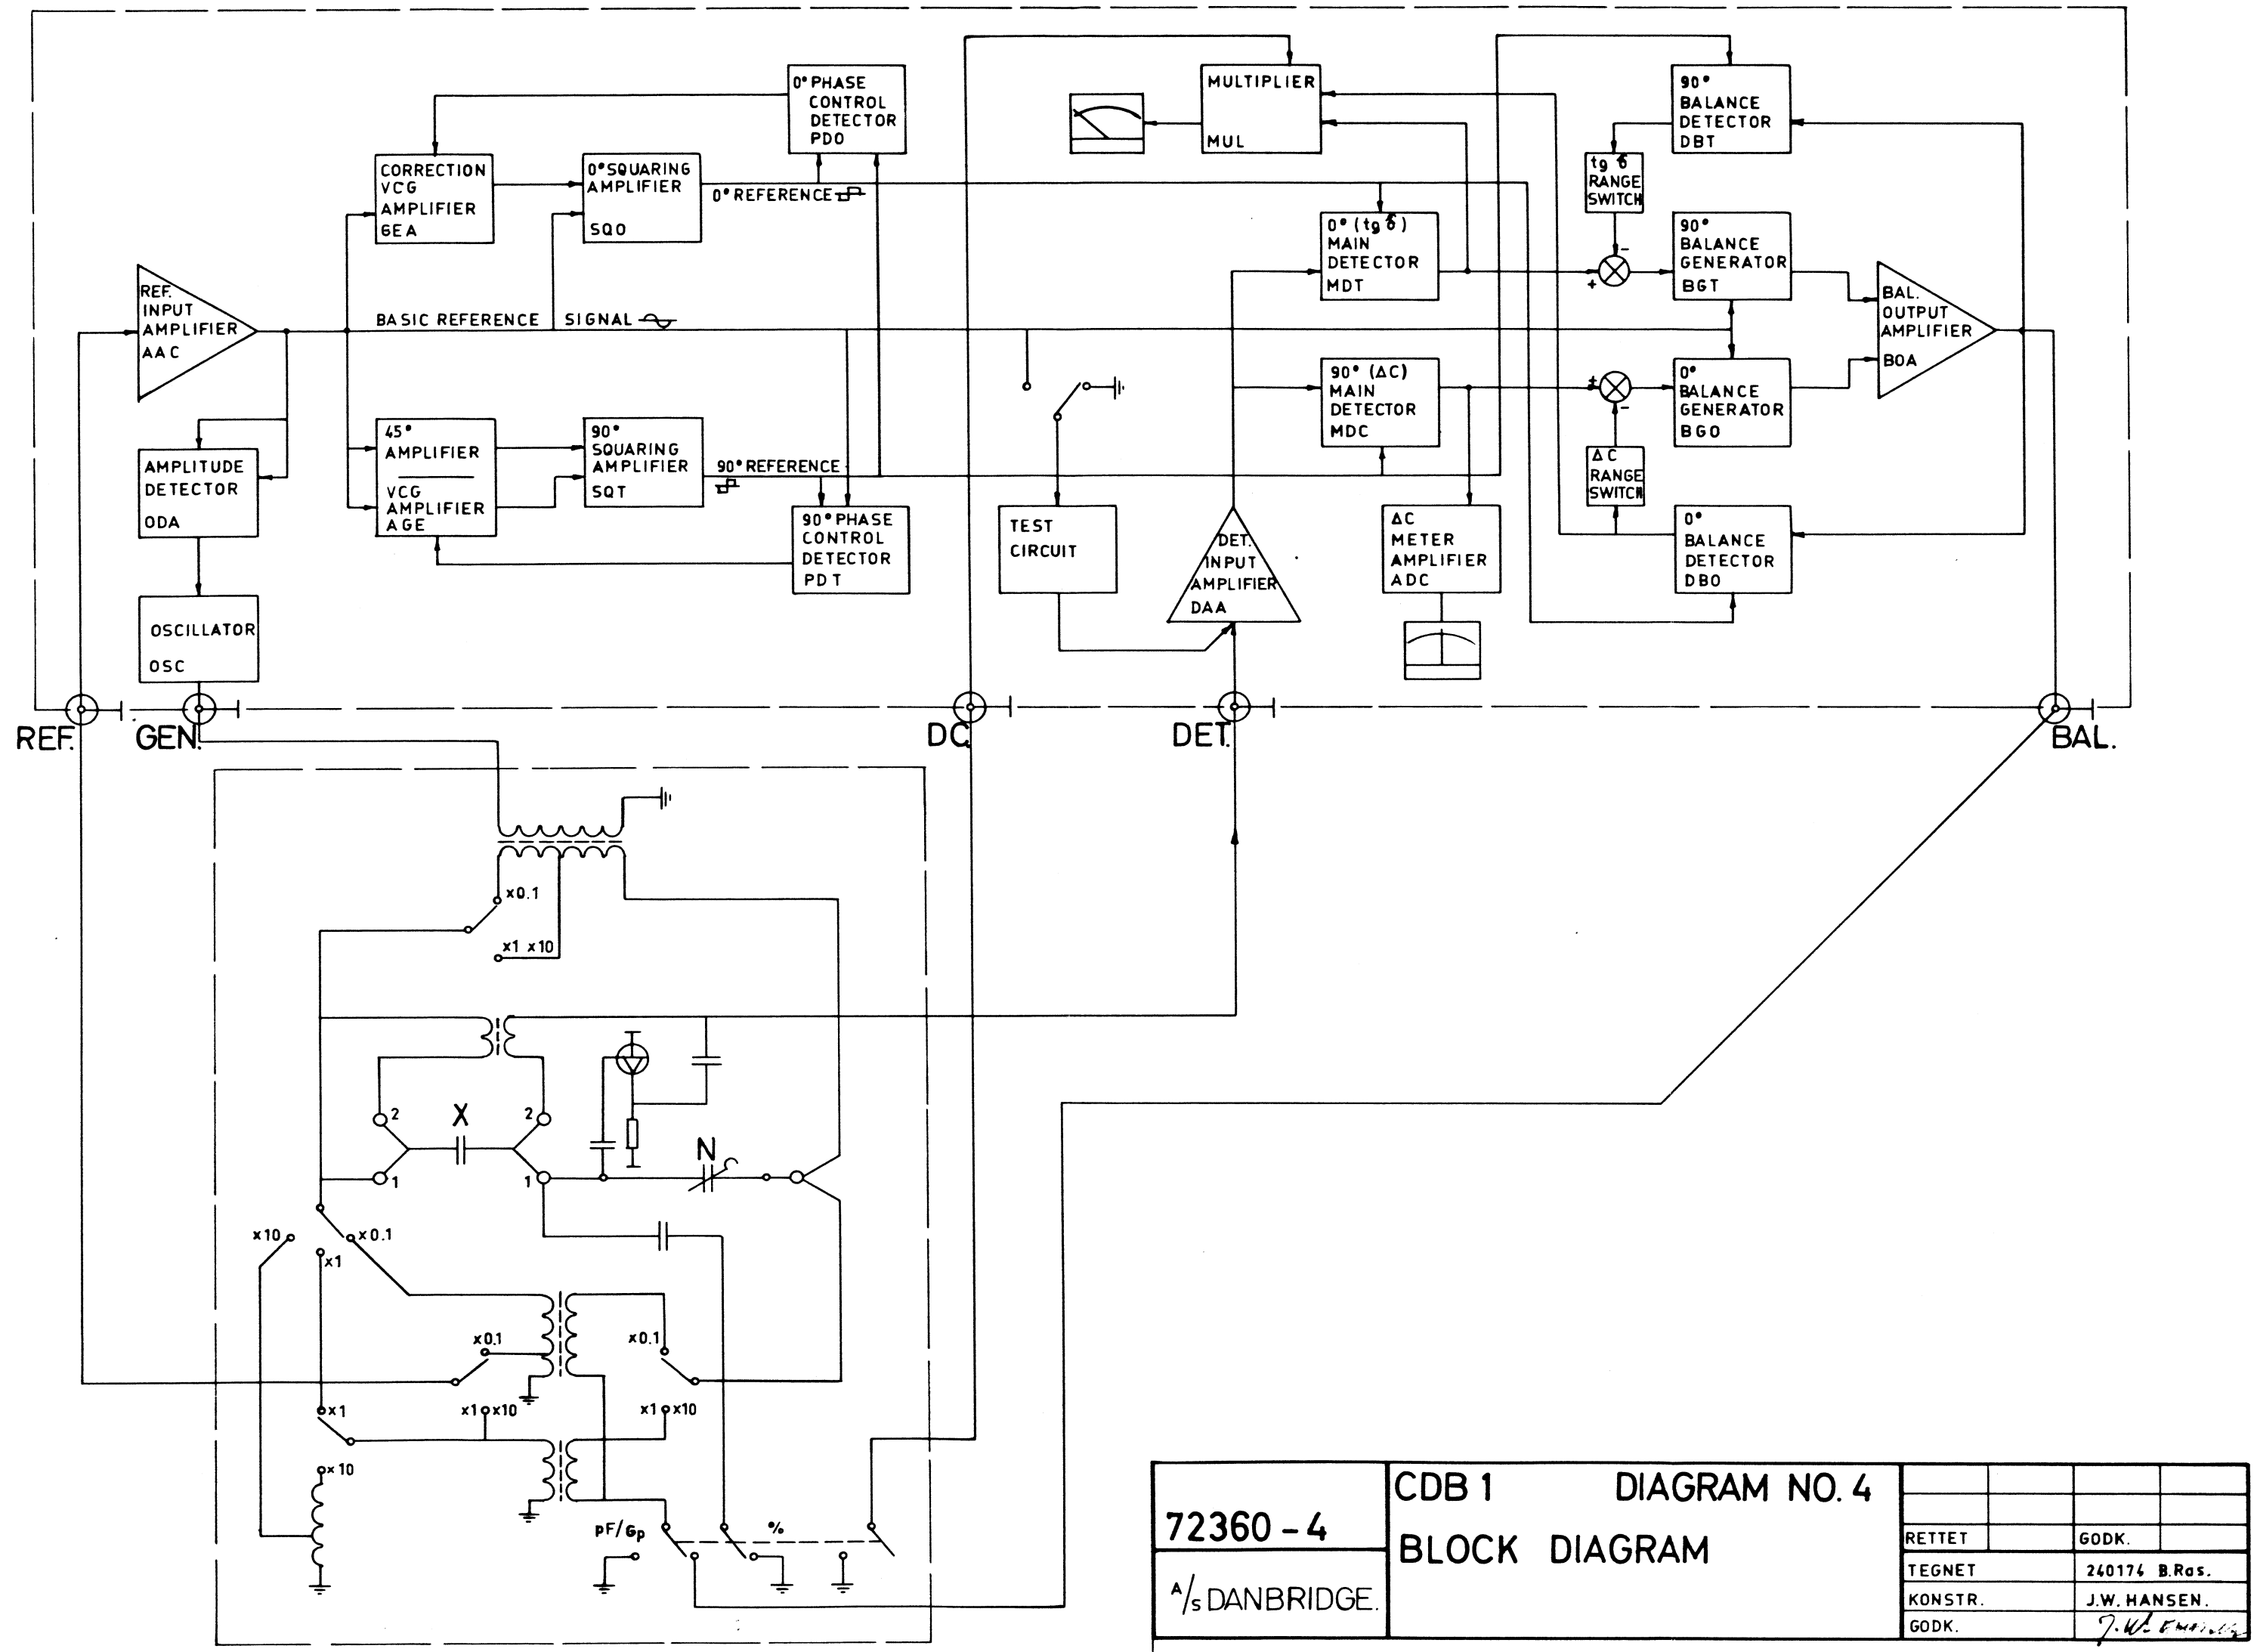 0° PHASE
CONTROL
DETECTOR
PDO
MULTIPLIER
MUL
90°
BALANCE
DETECTOR
DBT
CORRECTION
VCG
AMPLIFIER
GEA
0° SQUARING
AMPLIFIER
SQO
0° REFERENCE
tg δ
RANGE
SWITCH
0° (tg δ)
MAIN
DETECTOR
MDT
-
+
90°
BALANCE
GENERATOR
BGT
REF.
INPUT
AMPLIFIER
AAC
BASIC REFERENCE SIGNAL
BAL.
OUTPUT
AMPLIFIER
BOA
90° (ΔC)
MAIN
DETECTOR
MDC
+
-
0°
BALANCE
GENERATOR
BGO
AMPLITUDE
DETECTOR
ODA
45°
AMPLIFIER
VCG
AMPLIFIER
AGE
90°
SQUARING
AMPLIFIER
SQT
90° REFERENCE
ΔC
RANGE
SWITCH
90° PHASE
CONTROL
DETECTOR
PDT
TEST
CIRCUIT
DET.
INPUT
AMPLIFIER
DAA
ΔC
METER
AMPLIFIER
ADC
0°
BALANCE
DETECTOR
DBO
OSCILLATOR
OSC
REF.
GEN.
DC
DET.
BAL.
x0.1
x1 x10
2
X
2
1
1
N
x10
x1
x0.1
x0.1
x0.1
x1
x1 x10
x1 x10
x10
pF/Gp
%
72360-4
A/S DANBRIDGE.
CDB 1 DIAGRAM NO. 4
BLOCK DIAGRAM
RETTET GODK.
TEGNET 240174 B.Ras.
KONSTR. J.W. HANSEN.
GODK.